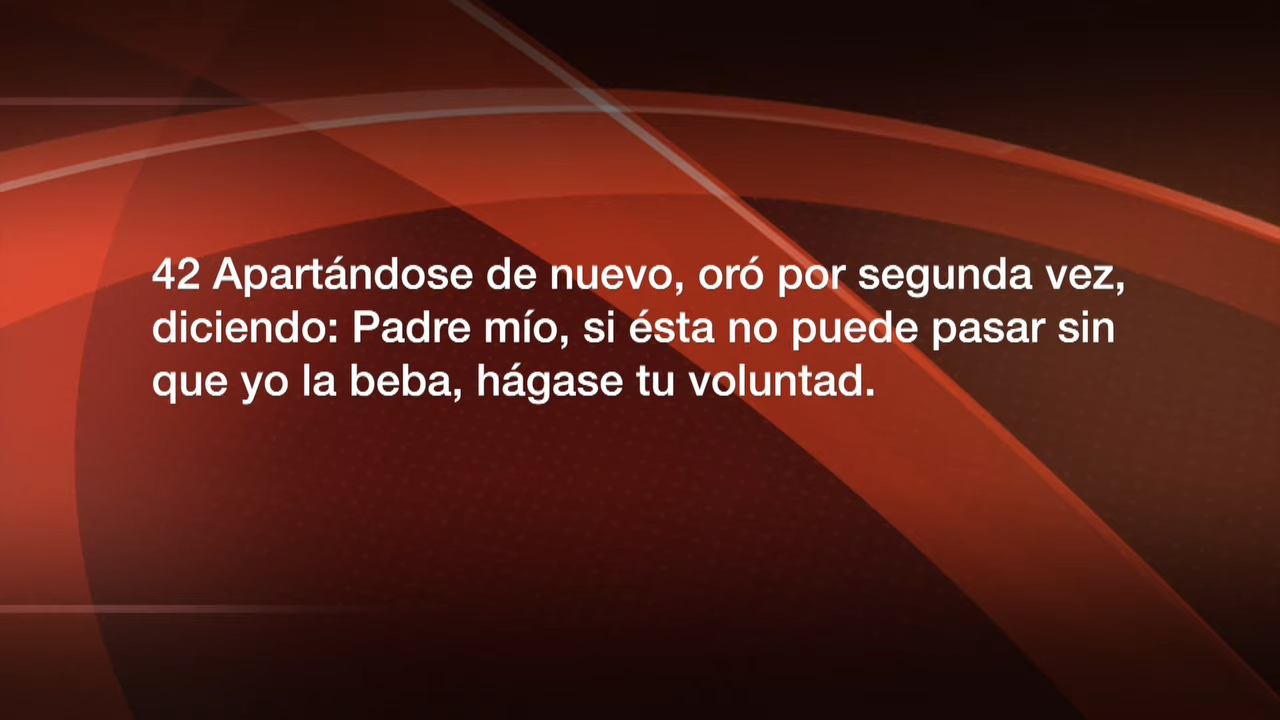 42 Apartándose de nuevo, oró por segunda vez,
diciendo: Padre mío, si ésta no puede pasar sin
que yo la beba, hágase tu voluntad.